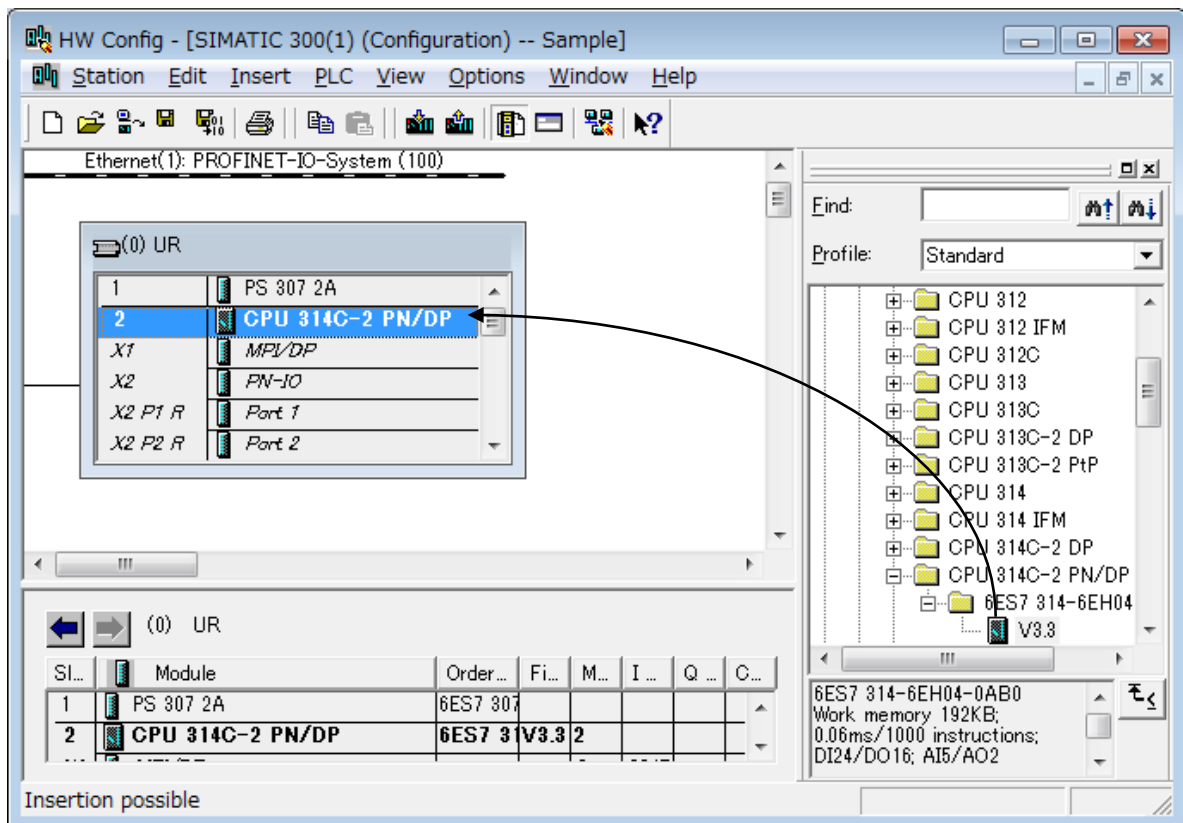 HW Config - [SIMATIC 300(1) (Configuration) -- Sample]
Station Edit Insert PLC View Options Window Help
Ethernet(1): PROFINET-IO-System (100)
(0) UR
1 PS 307 2A
2 CPU 314C-2 PN/DP
X1 MPI/DP
X2 PN-IO
X2 P1 R Port 1
X2 P2 R Port 2
(0) UR
Sl... Module Order... Fi... M... I ... Q ... C...
1 PS 307 2A 6ES7 307
2 CPU 314C-2 PN/DP 6ES7 31 V3.3 2
Find:
Profile: Standard
CPU 312
CPU 312 IFM
CPU 312C
CPU 313
CPU 313C
CPU 313C-2 DP
CPU 313C-2 PtP
CPU 314
CPU 314 IFM
CPU 314C-2 DP
CPU 314C-2 PN/DP
6ES7 314-6EH04
V3.3
6ES7 314-6EH04-0AB0
Work memory 192KB;
0.06ms/1000 instructions;
DI24/DO16; AI5/AO2
Insertion possible